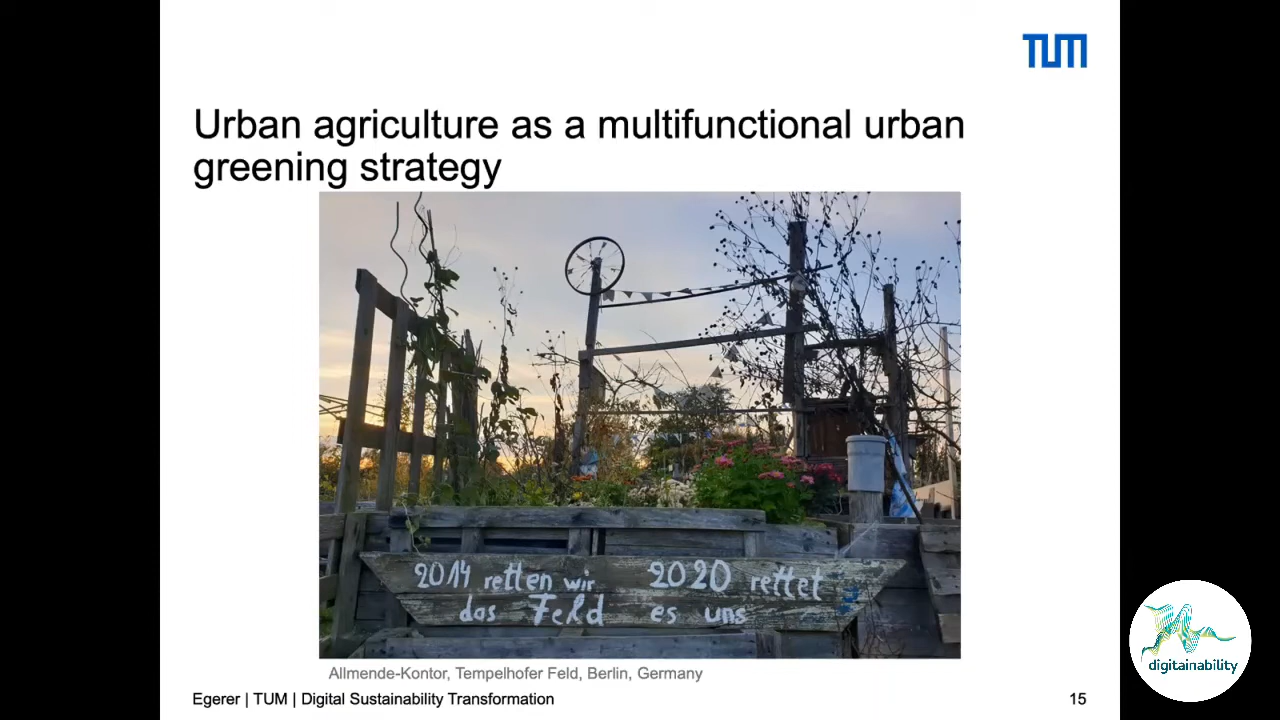 TUM
Urban agriculture as a multifunctional urban
greening strategy
2014 retten wir 2020 rettet
das Feld es uns
Allmende-Kontor, Tempelhofer Feld, Berlin, Germany
Egerer | TUM | Digital Sustainability Transformation
15
digitainability